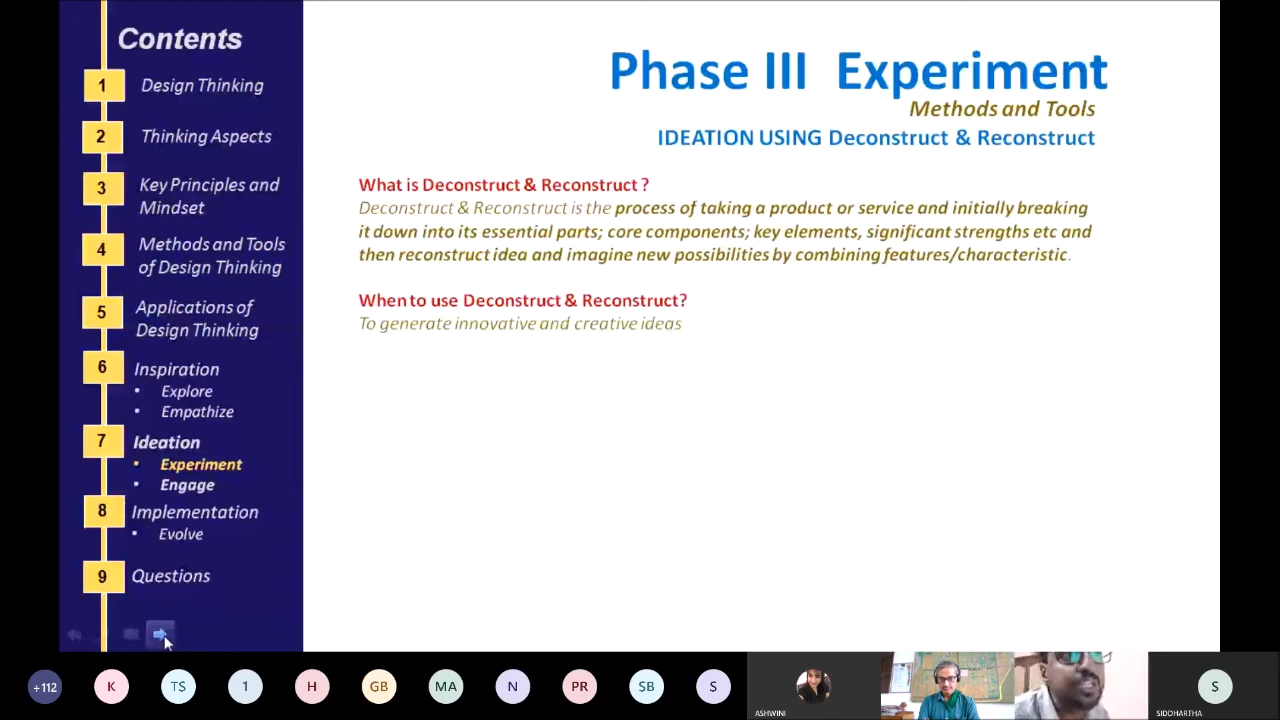 Contents
1 Design Thinking
2 Thinking Aspects
3 Key Principles and
Mindset
4 Methods and Tools
of Design Thinking
5 Applications of
Design Thinking
6 Inspiration
• Explore
• Empathize
7 Ideation
• Experiment
• Engage
8 Implementation
• Evolve
9 Questions
Phase III Experiment
Methods and Tools
IDEATION USING Deconstruct & Reconstruct
What is Deconstruct & Reconstruct ?
Deconstruct & Reconstruct is the process of taking a product or service and initially breaking
it down into its essential parts; core components; key elements, significant strengths etc and
then reconstruct idea and imagine new possibilities by combining features/characteristic.
When to use Deconstruct & Reconstruct?
To generate innovative and creative ideas
+112 K TS 1 H GB MA N PR SB S S
ASHWINI SIDDHARTHA